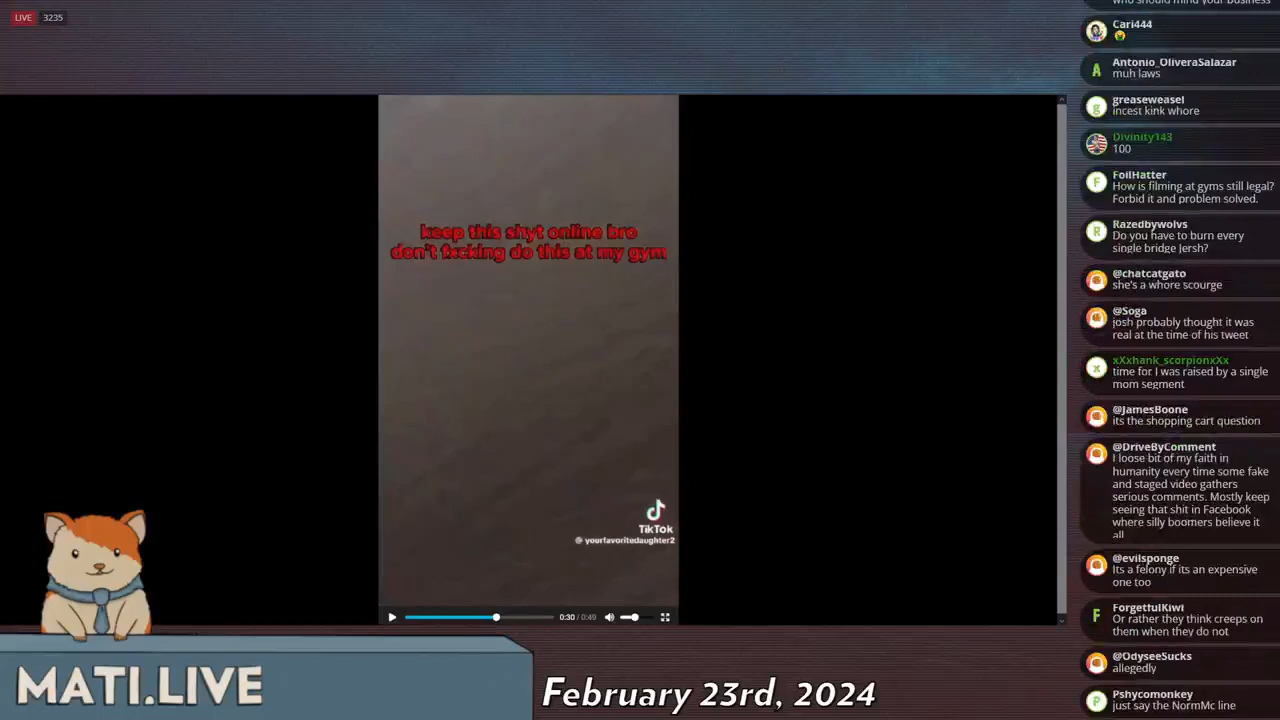 LIVE 3235
who should mind your business
Cari444
Antonio_OliveraSalazar
muh laws
greaseweasel
incest kink whore
Divinity143
100
FoilHatter
How is filming at gyms still legal?
Forbid it and problem solved.
Razedbywolvs
Do you have to burn every
single bridge Jersh?
@chatcatgato
she's a whore scourge
@Soga
josh probably thought it was
real at the time of his tweet
xXxhank_scorpionxXx
time for I was raised by a single
mom segment
@JamesBoone
its the shopping cart question
@DriveByComment
I loose bit of my faith in
humanity every time some fake
and staged video gathers
serious comments. Mostly keep
seeing that shit in Facebook
where silly boomers believe it
all
@evilsponge
Its a felony if its an expensive
one too
ForgetfulKiwi
Or rather they think creeps on
them when they do not
@OdyseeSucks
allegedly
Pshycomonkey
just say the NormMc line
keep this shyt online bro
don't fxcking do this at my gym
TikTok
@ yourfavoritedaughter2
0:30 / 0:49
MATI.LIVE
February 23rd, 2024